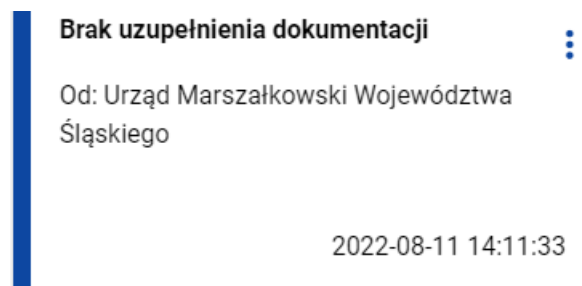 Brak uzupełnienia dokumentacji
Od: Urząd Marszałkowski Województwa
Śląskiego
2022-08-11 14:11:33